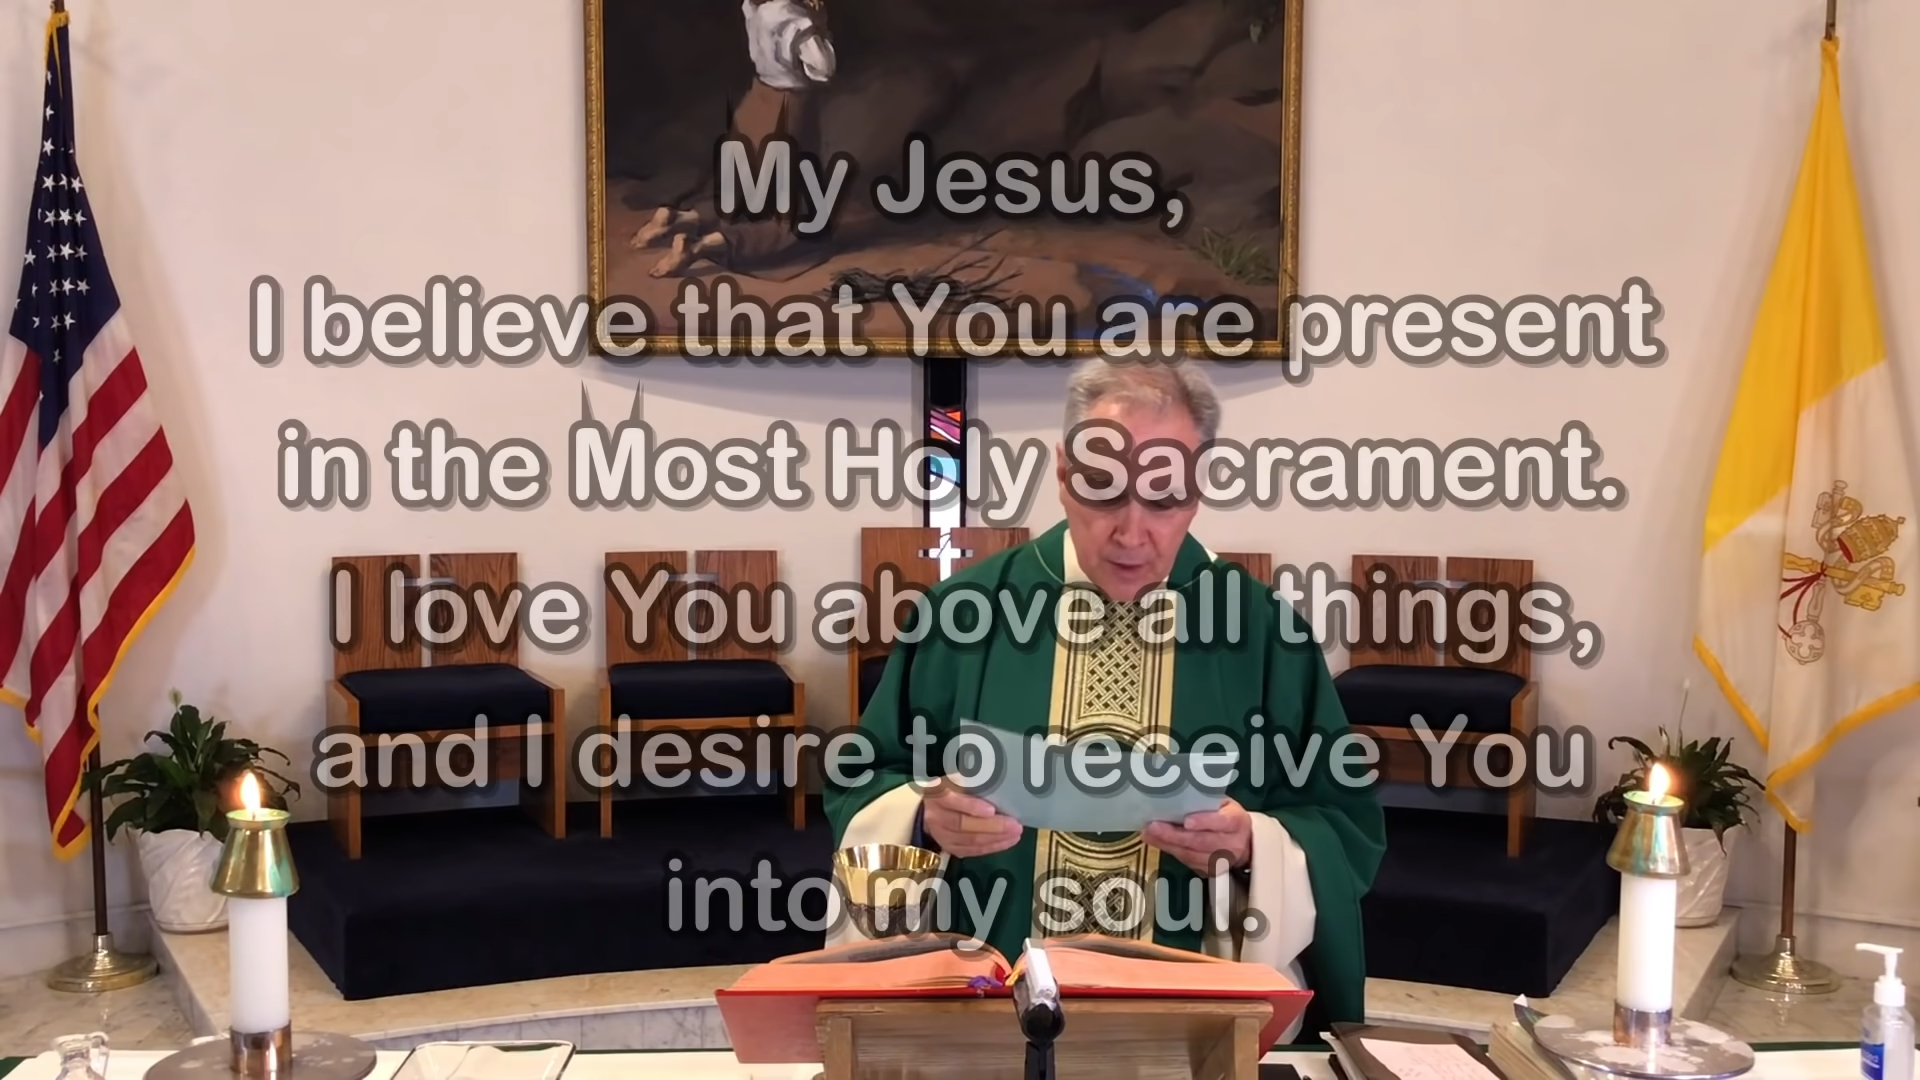 My Jesus,
I believe that You are present
in the Most Holy Sacrament.
I love You above all things,
and I desire to receive You
into my soul.